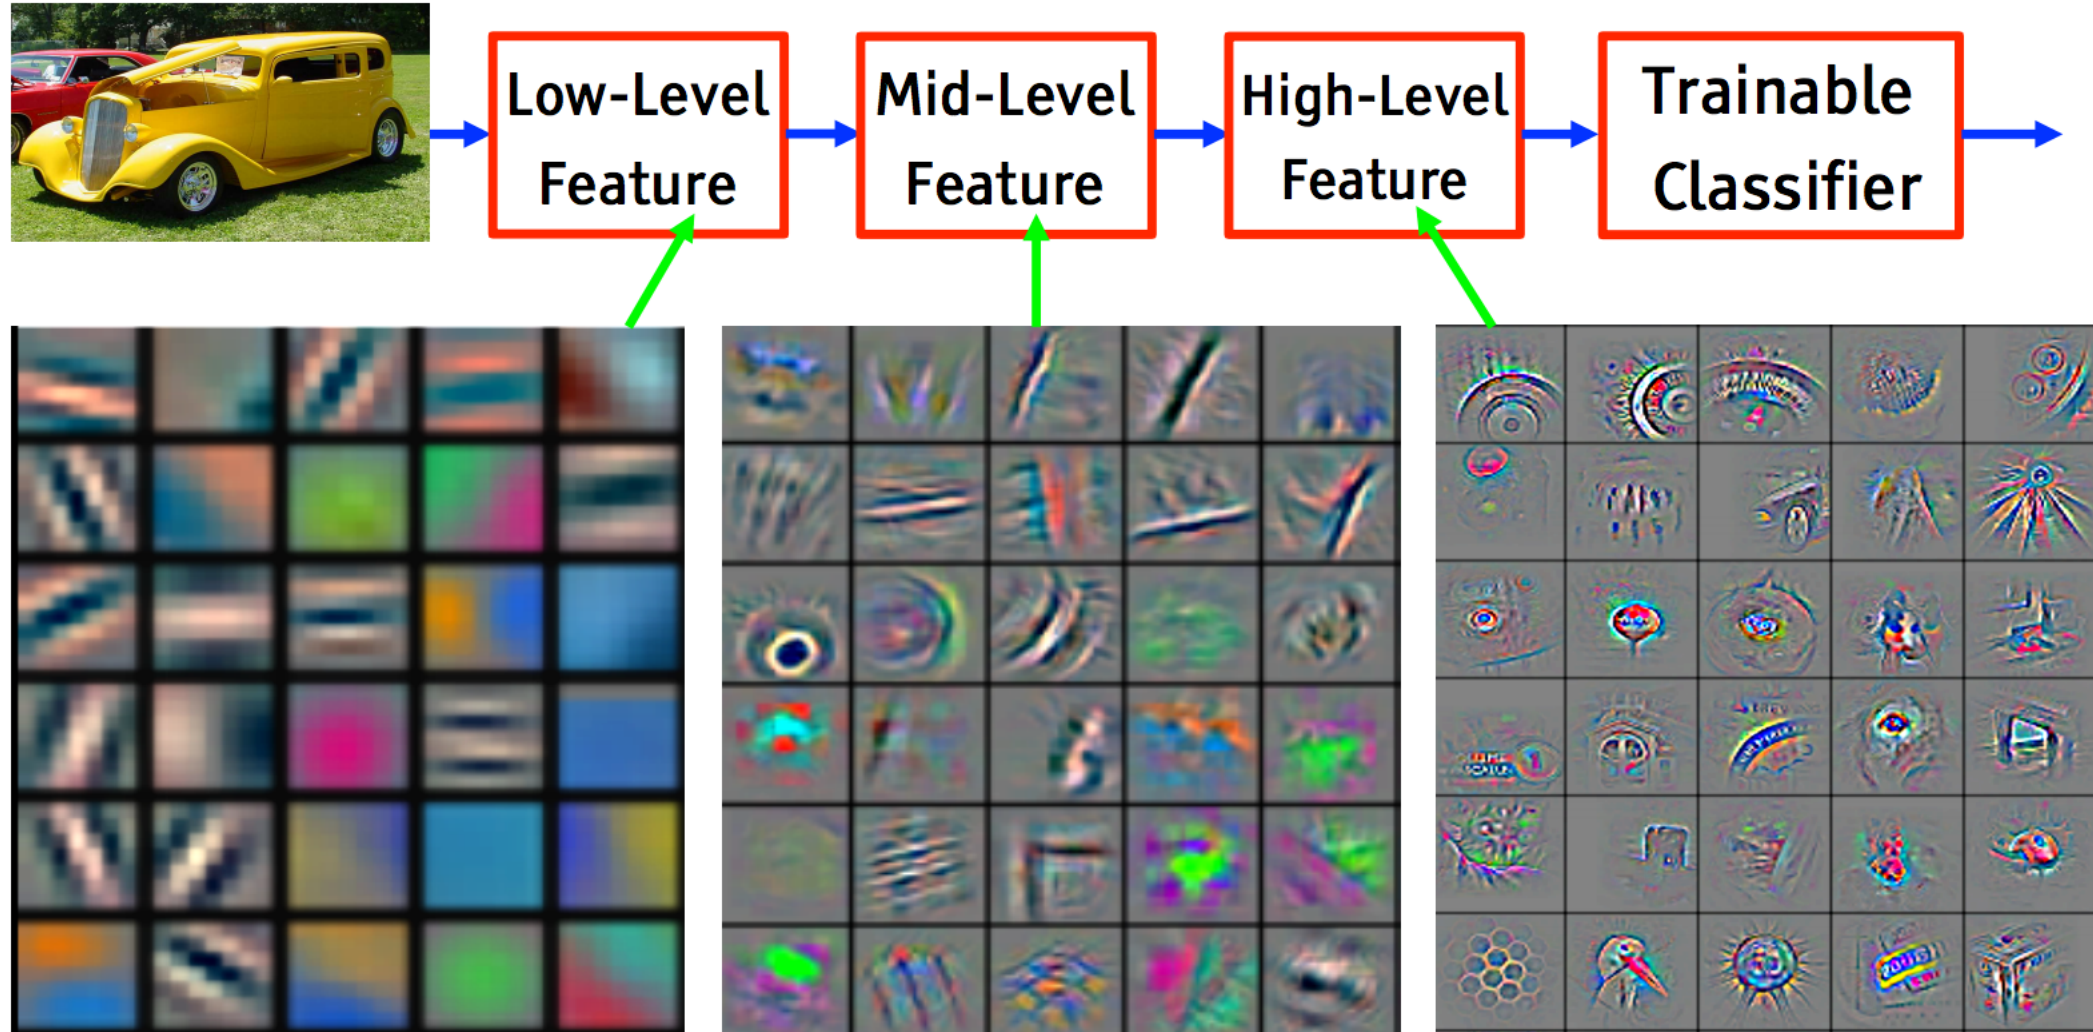 Low-Level
Feature
Mid-Level
Feature
High-Level
Feature
Trainable
Classifier